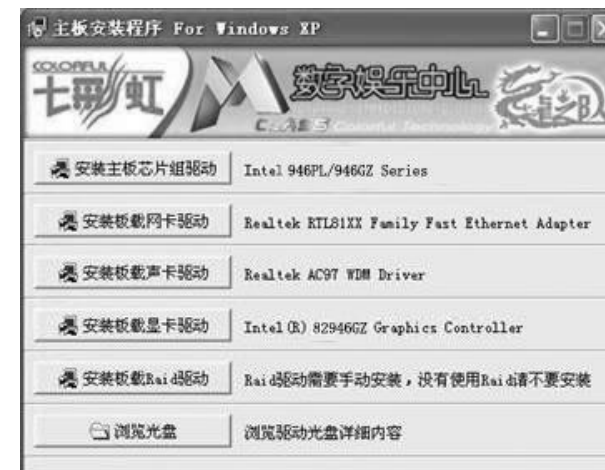 主板安装程序 For Windows XP
COLORFUL
七彩虹
数字娱乐中心
CLASS
安装主板芯片组驱动 Intel 946PL/946GZ Series
安装板载网卡驱动 Realtek RTL81XX Family Fast Ethernet Adapter
安装板载声卡驱动 Realtek AC97 WDM Driver
安装板载显卡驱动 Intel(R) 82946GZ Graphics Controller
安装板载Raid驱动 Raid驱动需要手动安装，没有使用Raid请不要安装
浏览光盘 浏览驱动光盘详细内容